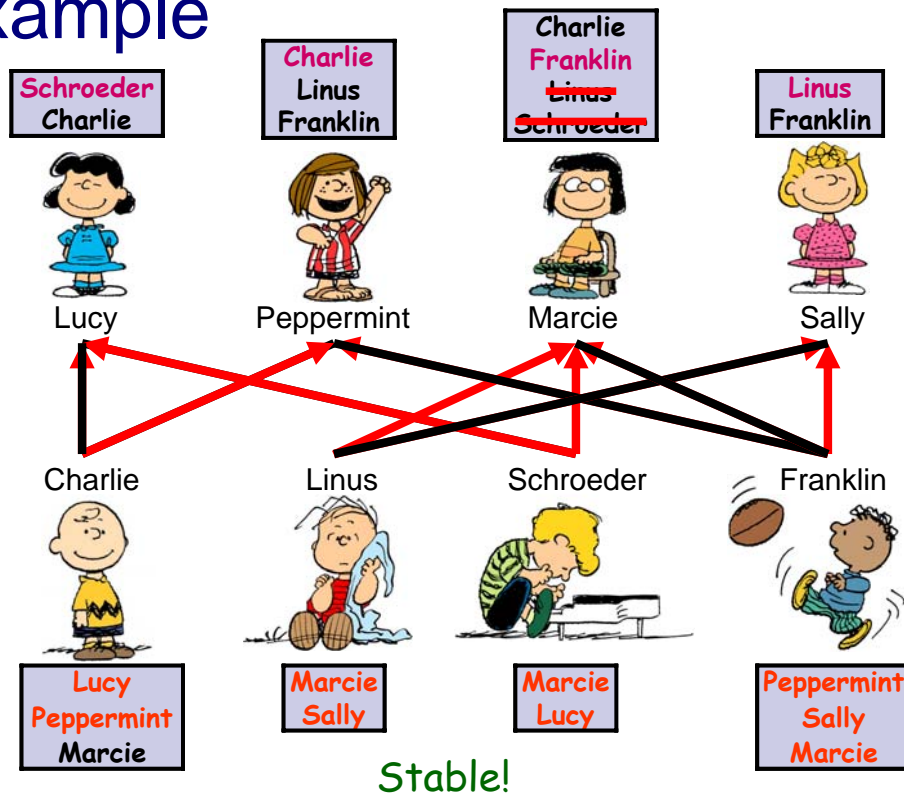 xample
Schroeder
Charlie
Charlie
Linus
Franklin
Charlie
Franklin
Linus
Schroeder
Linus
Franklin
Lucy
Peppermint
Marcie
Sally
Charlie
Linus
Schroeder
Franklin
Lucy
Peppermint
Marcie
Marcie
Sally
Marcie
Lucy
Peppermint
Sally
Marcie
Stable!